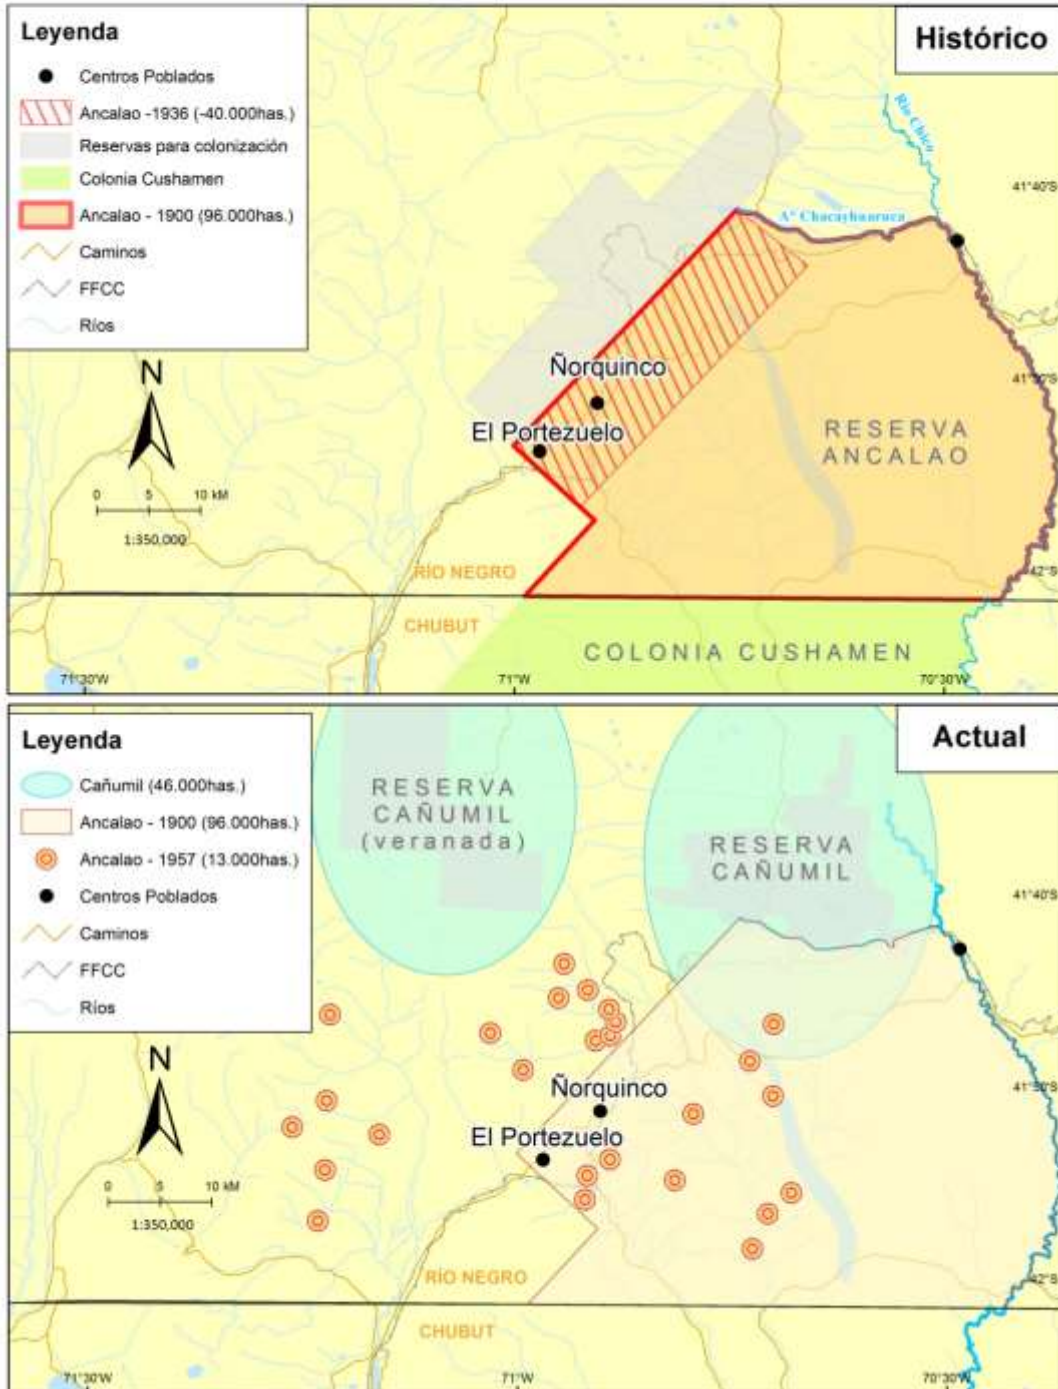 Leyenda
Centros Poblados
Ancalao -1936 (-40.000has.)
Reservas para colonización
Colonia Cushamen
Ancalao - 1900 (96.000has.)
Caminos
FFCC
Ríos
Histórico
Río Chico
41°40'S
A° Chacayhuaruca
Ñorquinco
El Portezuelo
RESERVA
ANCALAO
N
0 5 10 kM
1:350,000
RÍO NEGRO
42°S
CHUBUT
COLONIA CUSHAMEN
71°30'W
71°W
70°30'W
Leyenda
Cañumil (46.000has.)
Ancalao - 1900 (96.000has.)
Ancalao - 1957 (13.000has.)
Centros Poblados
Caminos
FFCC
Ríos
Actual
RESERVA
CAÑUMIL
(veranada)
RESERVA
CAÑUMIL
41°40'S
N
Ñorquinco
El Portezuelo
0 5 10 kM
1:350,000
RÍO NEGRO
42°S
CHUBUT
71°30'W
71°W
70°30'W